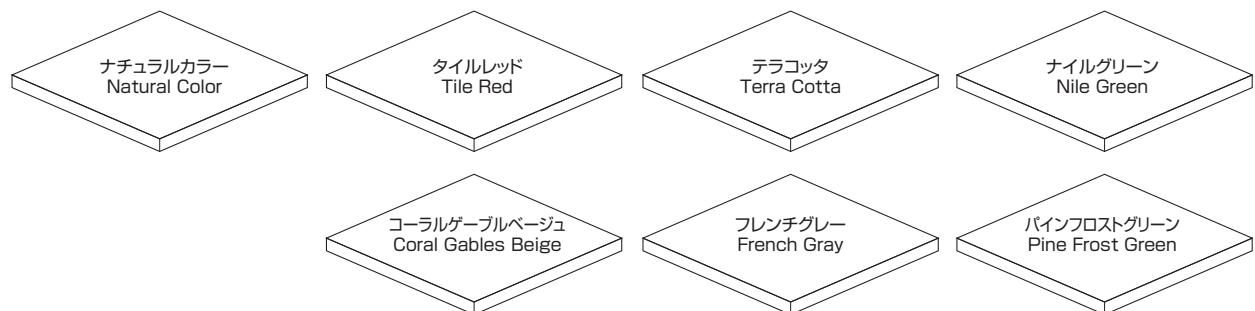 ナチュラルカラー
Natural Color
タイルレッド
Tile Red
テラコッタ
Terra Cotta
ナイルグリーン
Nile Green
コーラルゲーブルベージュ
Coral Gables Beige
フレンチグレー
French Gray
パインフロストグリーン
Pine Frost Green